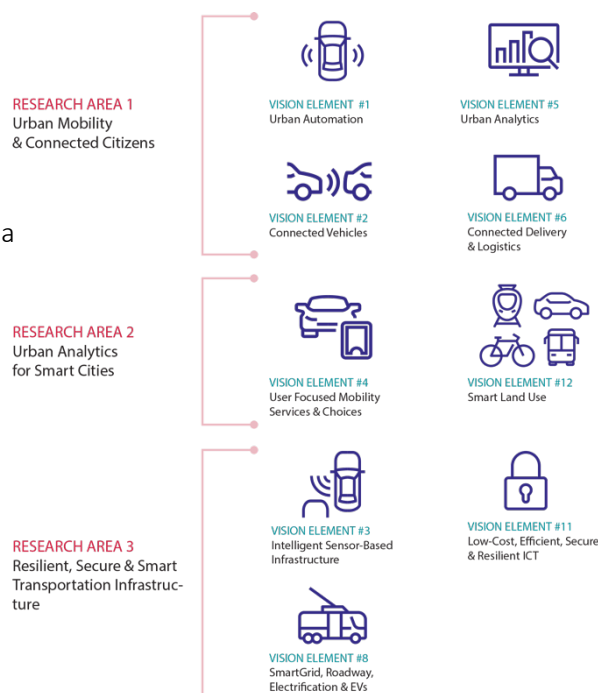 RESEARCH AREA 1
Urban Mobility
& Connected Citizens
VISION ELEMENT #1
Urban Automation
VISION ELEMENT #5
Urban Analytics
VISION ELEMENT #2
Connected Vehicles
VISION ELEMENT #6
Connected Delivery
& Logistics
a
RESEARCH AREA 2
Urban Analytics
for Smart Cities
VISION ELEMENT #4
User Focused Mobility
Services & Choices
VISION ELEMENT #12
Smart Land Use
RESEARCH AREA 3
Resilient, Secure & Smart
Transportation Infrastruc-
ture
VISION ELEMENT #3
Intelligent Sensor-Based
Infrastructure
VISION ELEMENT #11
Low-Cost, Efficient, Secure
& Resilient ICT
VISION ELEMENT #8
SmartGrid, Roadway,
Electrification & EVs